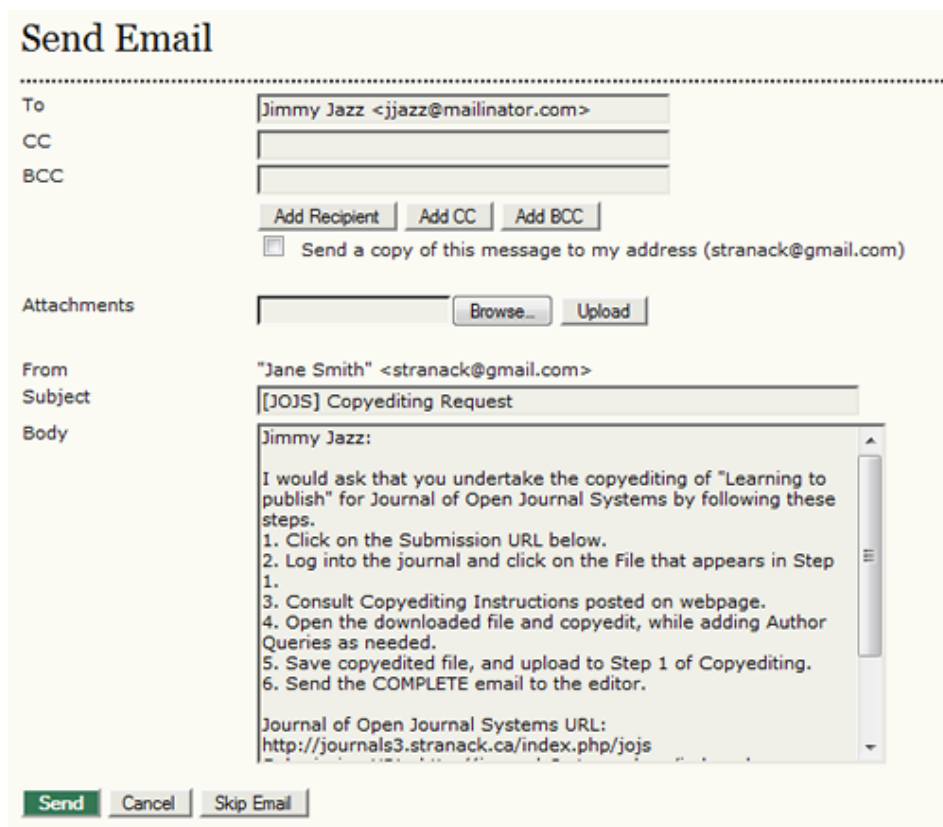 Send Email
To
Jimmy Jazz <jjazz@mailinator.com>
CC
BCC
Add Recipient Add CC Add BCC
Send a copy of this message to my address (stranack@gmail.com)
Attachments
Browse... Upload
From "Jane Smith" <stranack@gmail.com>
Subject [JOJS] Copyediting Request
Body
Jimmy Jazz:
I would ask that you undertake the copyediting of "Learning to
publish" for Journal of Open Journal Systems by following these
steps.
1. Click on the Submission URL below.
2. Log into the journal and click on the File that appears in Step
1.
3. Consult Copyediting Instructions posted on webpage.
4. Open the downloaded file and copyedit, while adding Author
Queries as needed.
5. Save copyedited file, and upload to Step 1 of Copyediting.
6. Send the COMPLETE email to the editor.
Journal of Open Journal Systems URL:
http://journals3.stranack.ca/index.php/jojs
Send Cancel Skip Email